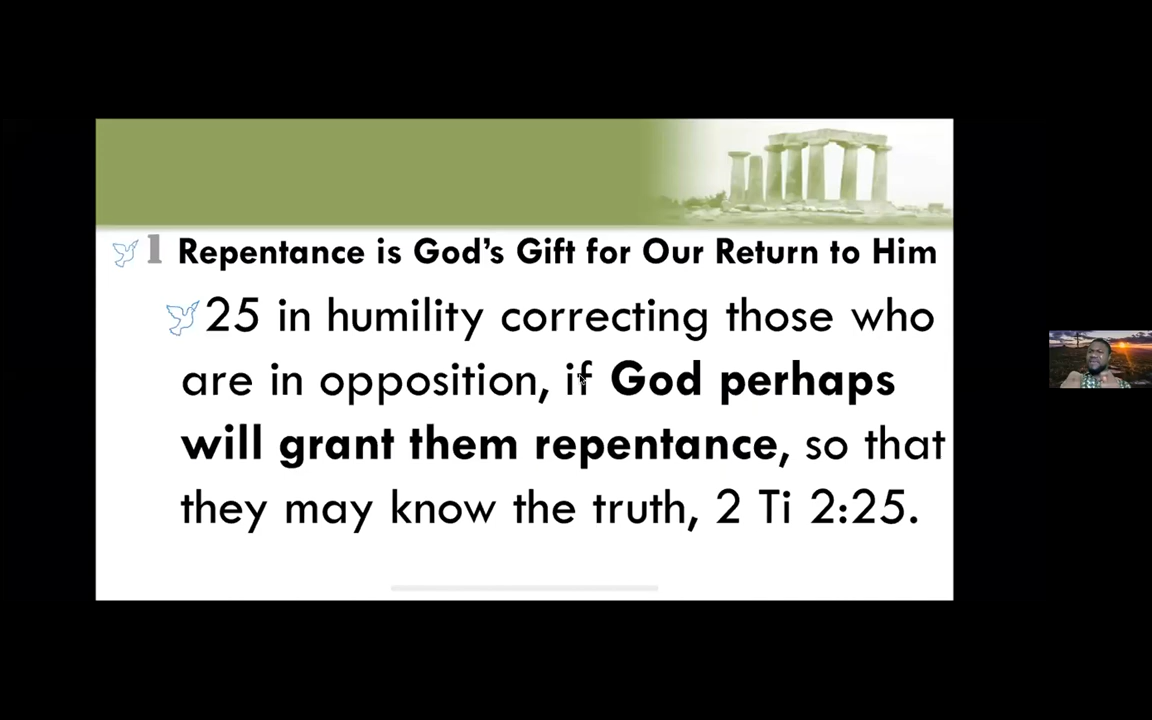 1 Repentance is God's Gift for Our Return to Him
25 in humility correcting those who
are in opposition, if God perhaps
will grant them repentance, so that
they may know the truth, 2 Ti 2:25.